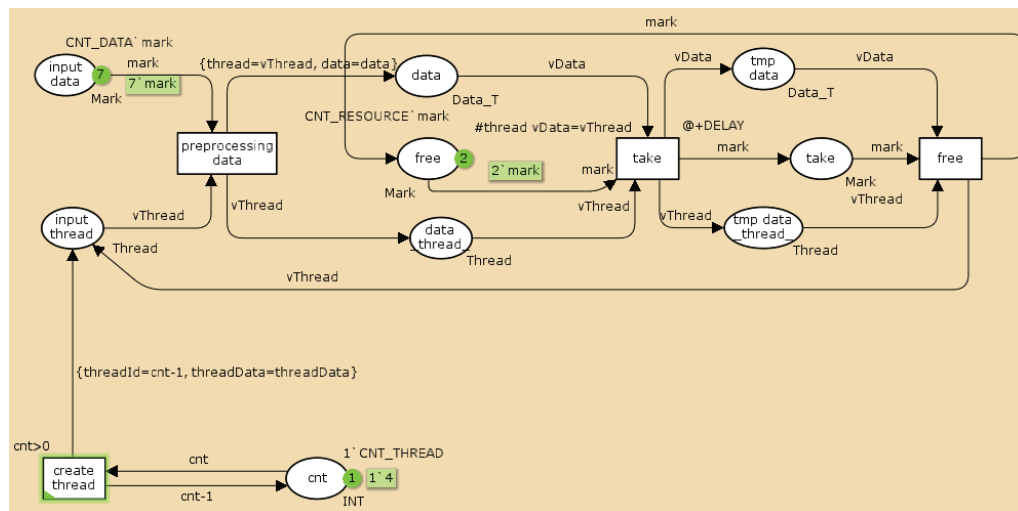 mark
CNT_DATA`mark
input
data
7
mark
7`mark
Mark
{thread=vThread, data=data}
data
vData
Data_T
vData
tmp
data
vData
Data_T
CNT_RESOURCE`mark
#thread vData=vThread
@+DELAY
preprocessing
data
free
2
2`mark
mark
Mark
take
mark
take
mark
Mark
free
input
thread
vThread
Thread
vThread
data
_thread_
Thread
vThread
vThread
tmp data
_thread_
Thread
vThread
vThread
{threadId=cnt-1, threadData=threadData}
cnt>0
create
thread
cnt
cnt-1
1`CNT_THREAD
cnt
1
1`4
INT